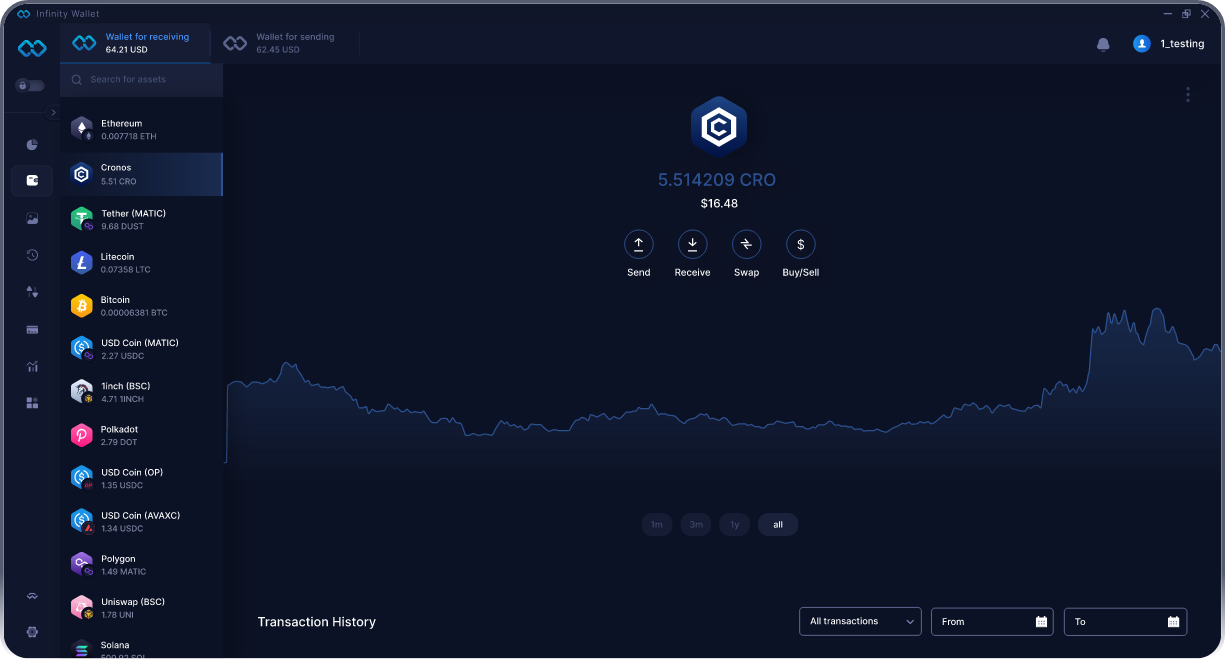 Infinity Wallet
Wallet for receiving
64.21 USD
Wallet for sending
62.45 USD
1_testing
Search for assets
Ethereum
0.007718 ETH
Cronos
5.51 CRO
Tether (MATIC)
9.68 DUST
Litecoin
0.07358 LTC
Bitcoin
0.00006381 BTC
USD Coin (MATIC)
2.27 USDC
1inch (BSC)
4.71 1INCH
Polkadot
2.79 DOT
USD Coin (OP)
1.35 USDC
USD Coin (AVAXC)
1.34 USDC
Polygon
1.49 MATIC
Uniswap (BSC)
1.78 UNI
Solana
5.514209 CRO
$16.48
Send
Receive
Swap
Buy/Sell
1m
3m
1y
all
Transaction History
All transactions
From
To